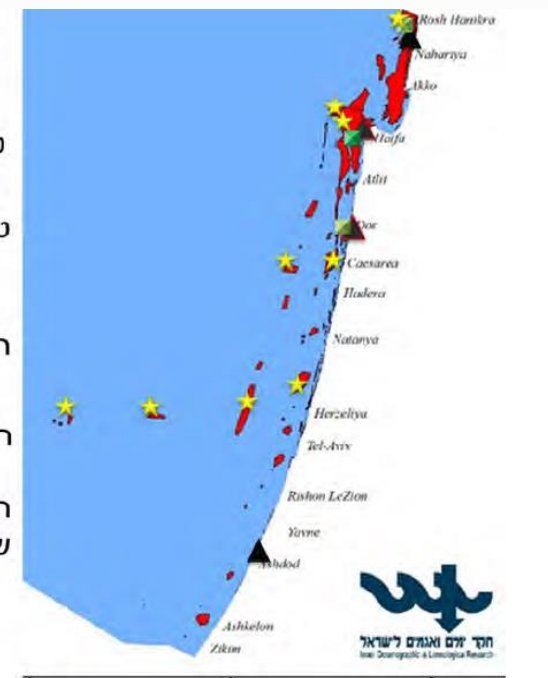 Rosh Hanikra
Nahariya
Akko
Haifa
Atlit
Dor
Caesarea
Hadera
Natanya
Herzeliya
Tel-Aviv
Rishon LeZion
Yavne
Ashdod
Ashkelon
Zikim
חקר ימים ואגמים לישראל
Israel Oceanographic & Limnological Research